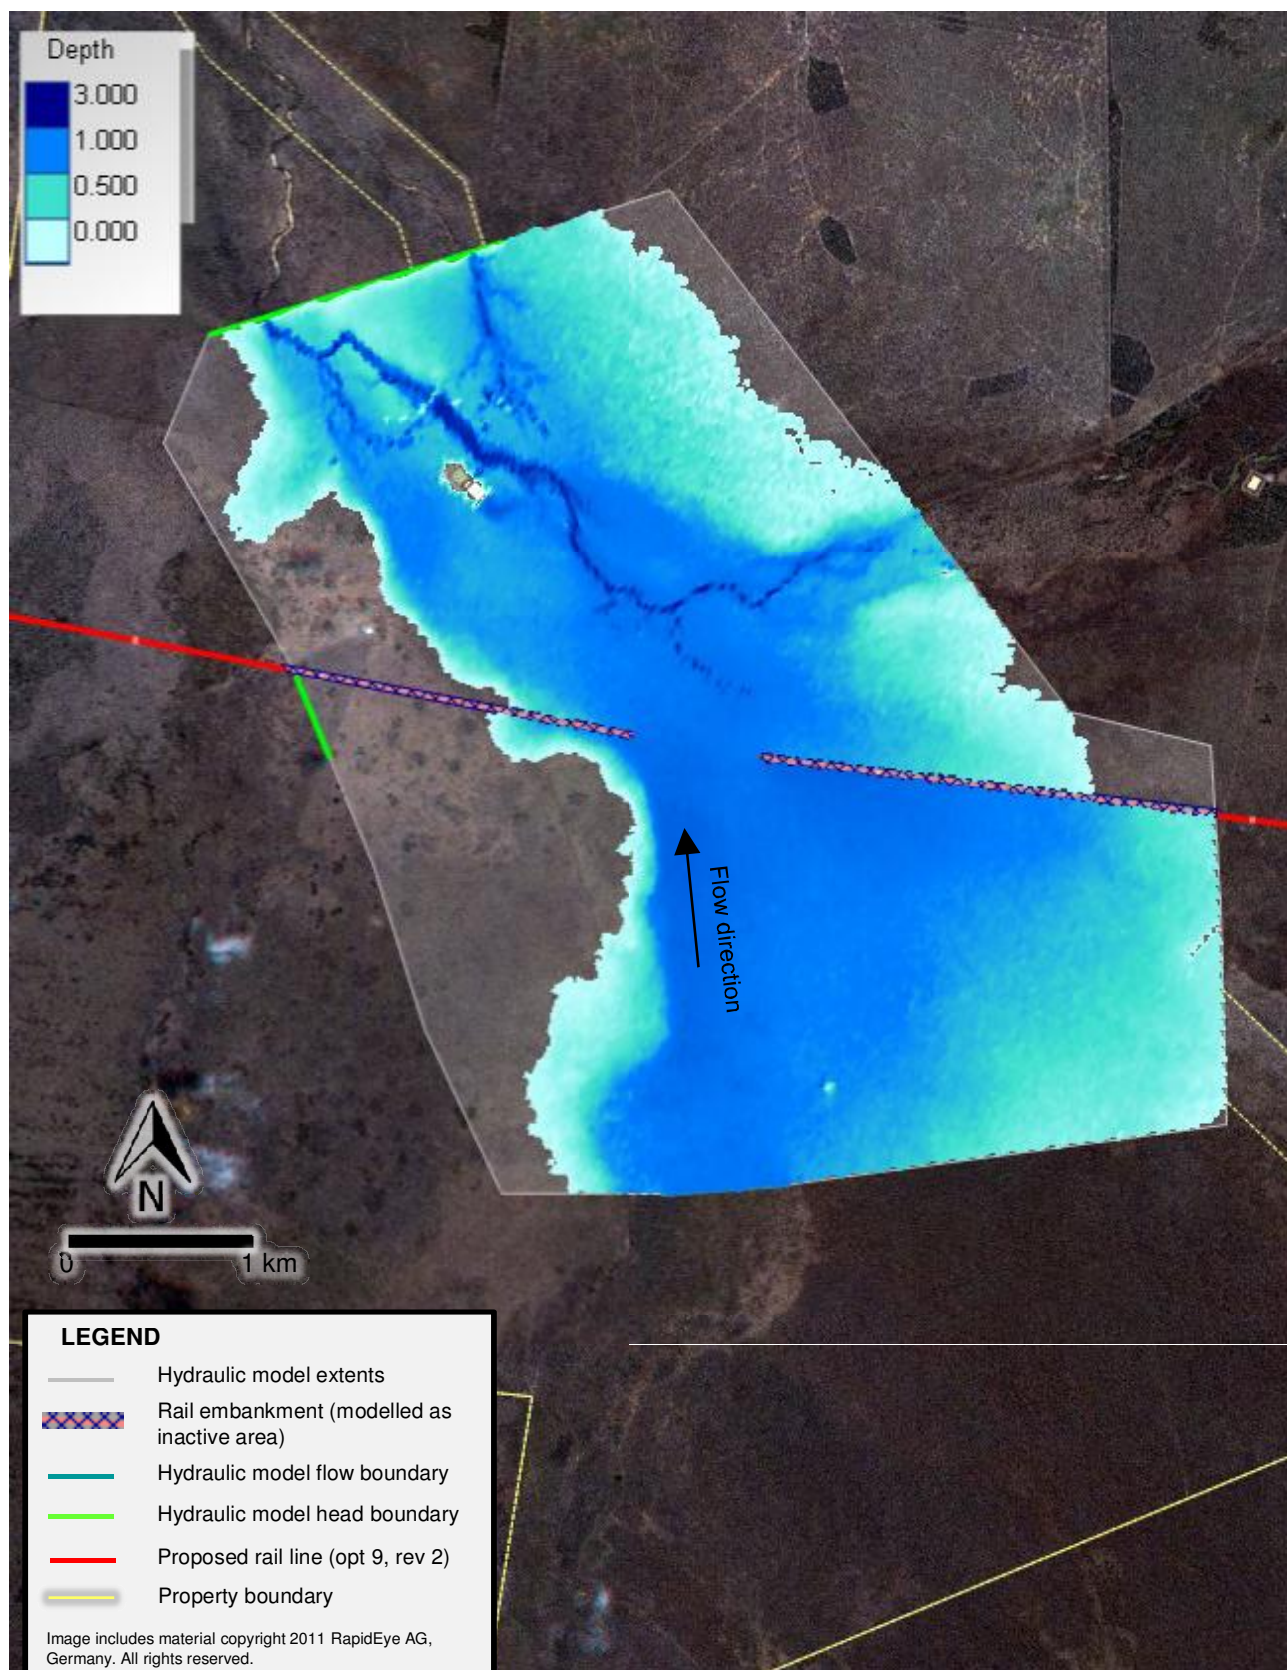 Depth
3.000
1.000
0.500
0.000
Flow direction
N
0 1 km
LEGEND
Hydraulic model extents
Rail embankment (modelled as
inactive area)
Hydraulic model flow boundary
Hydraulic model head boundary
Proposed rail line (opt 9, rev 2)
Property boundary
Image includes material copyright 2011 RapidEye AG,
Germany. All rights reserved.